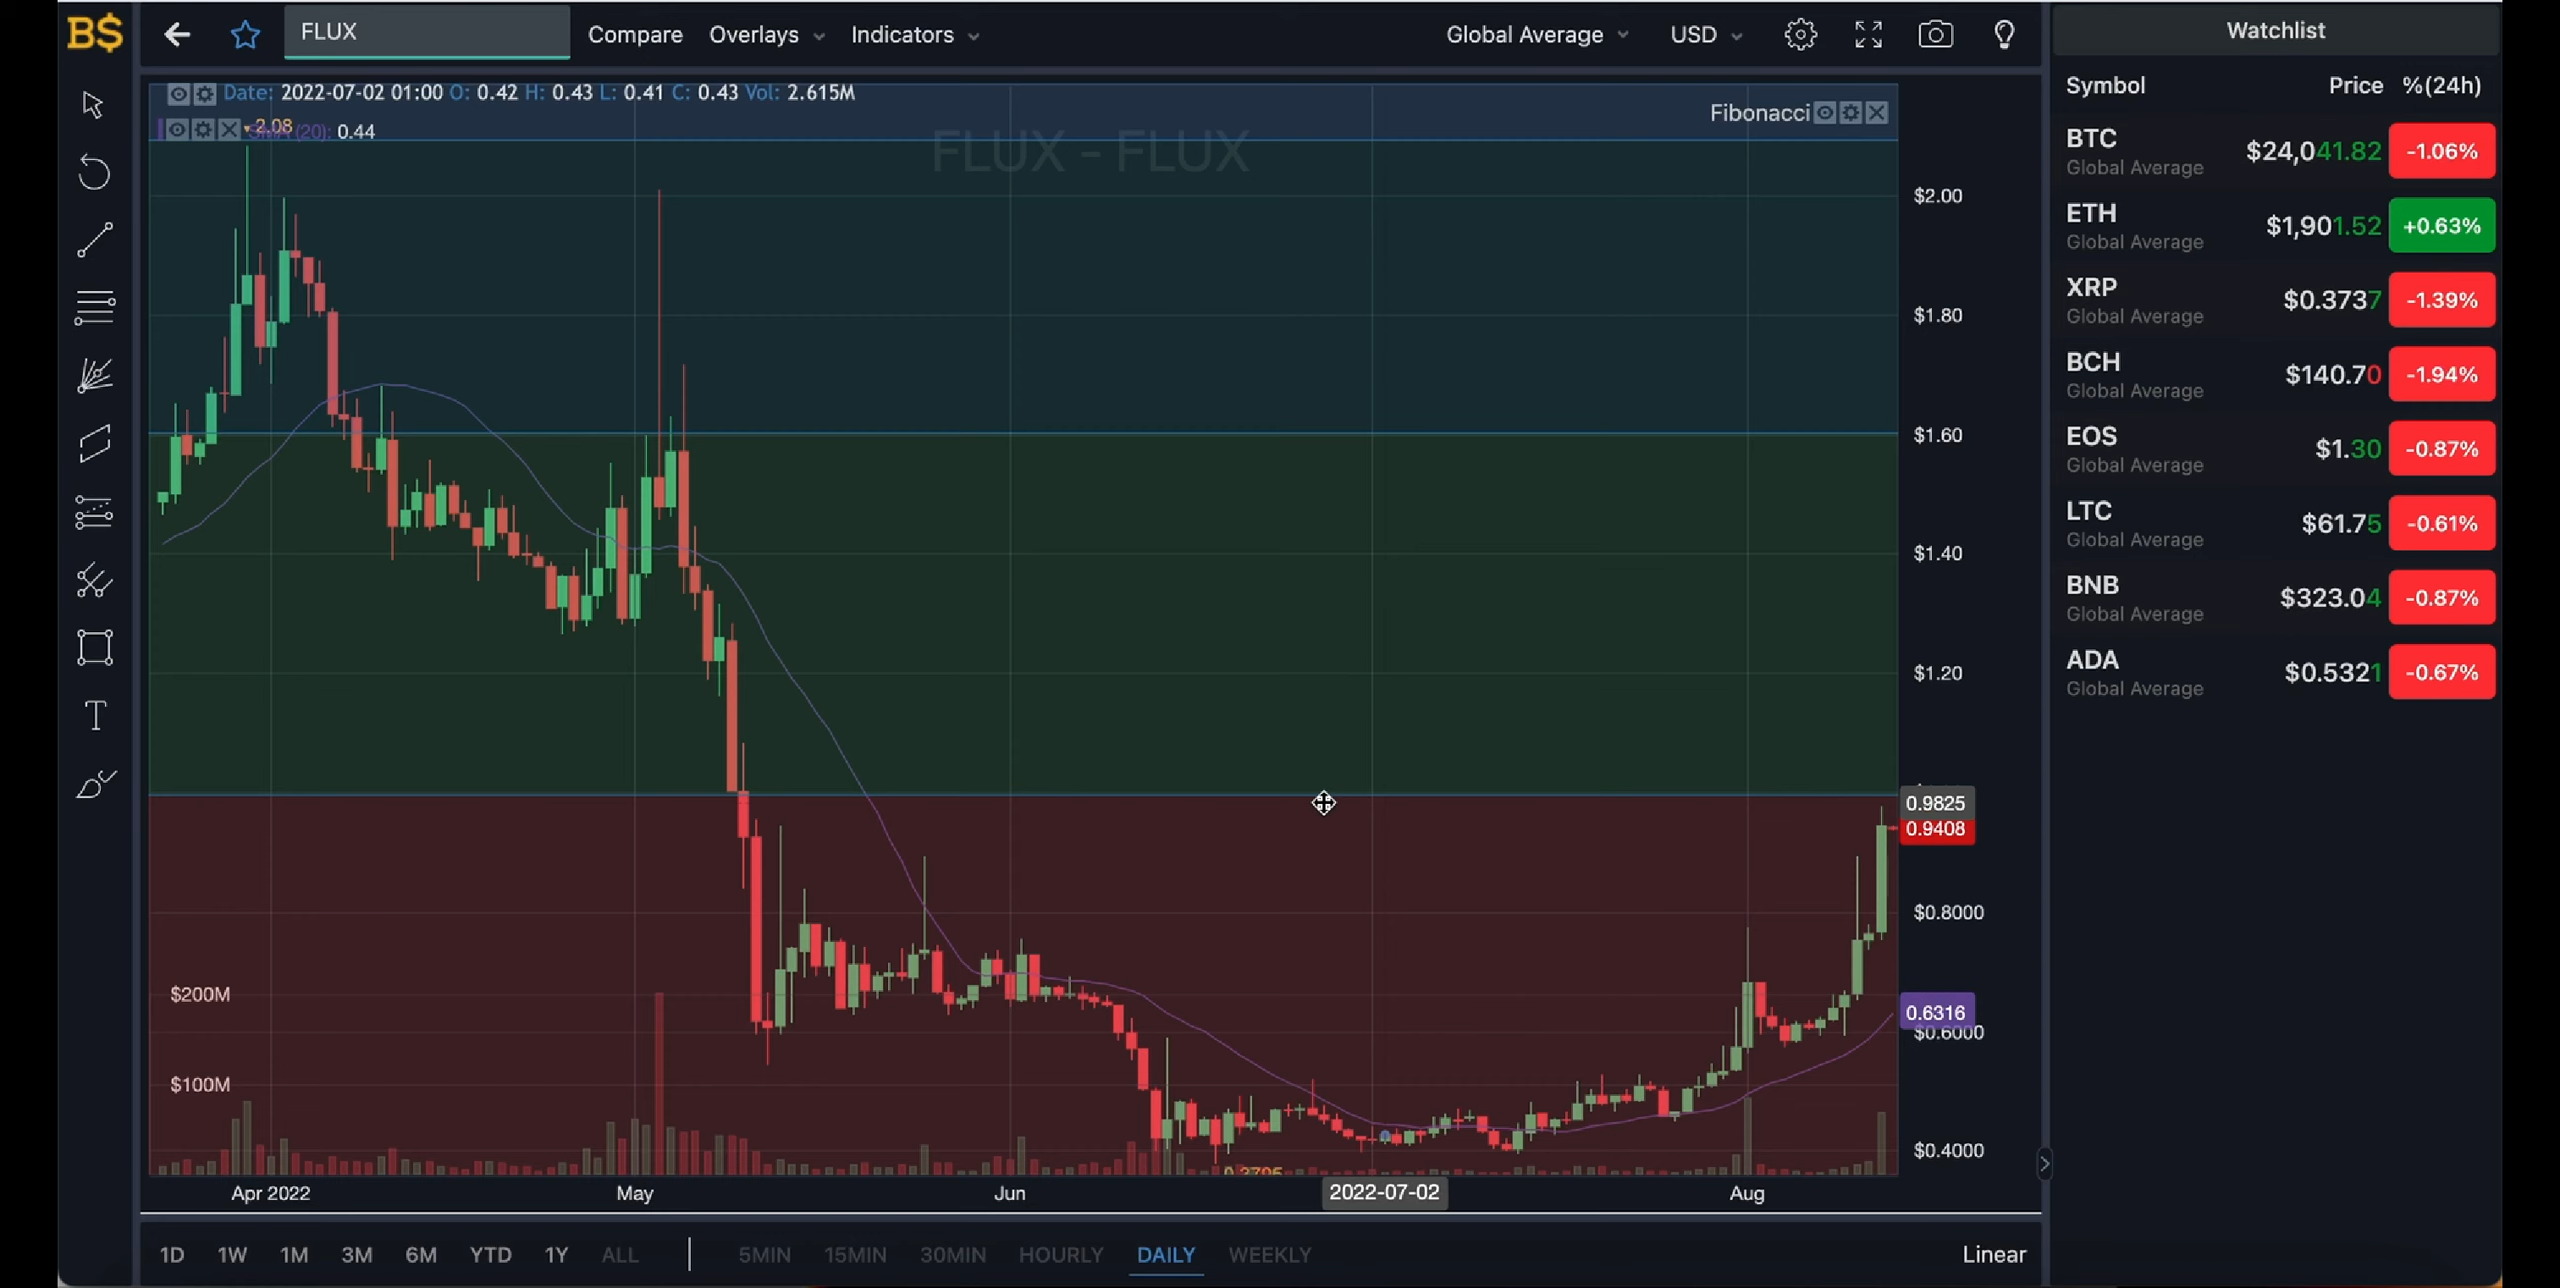 B$
FLUX
Compare
Overlays
Indicators
Global Average
USD
Watchlist
Date: 2022-07-02 01:00 O: 0.42 H: 0.43 L: 0.41 C: 0.43 Vol: 2.615M
2.08
SMA (20): 0.44
Fibonacci
FLUX - FLUX
$2.00
$1.80
$1.60
$1.40
$1.20
0.9825
0.9408
$0.8000
0.6316
$0.6000
$0.4000
$200M
$100M
Apr 2022
May
Jun
2022-07-02
Aug
1D 1W 1M 3M 6M YTD 1Y ALL
5MIN 15MIN 30MIN HOURLY DAILY WEEKLY
Linear
Symbol Price %(24h)
BTC $24,041.82 -1.06%
Global Average
ETH $1,901.52 +0.63%
Global Average
XRP $0.3737 -1.39%
Global Average
BCH $140.70 -1.94%
Global Average
EOS $1.30 -0.87%
Global Average
LTC $61.75 -0.61%
Global Average
BNB $323.04 -0.87%
Global Average
ADA $0.5321 -0.67%
Global Average